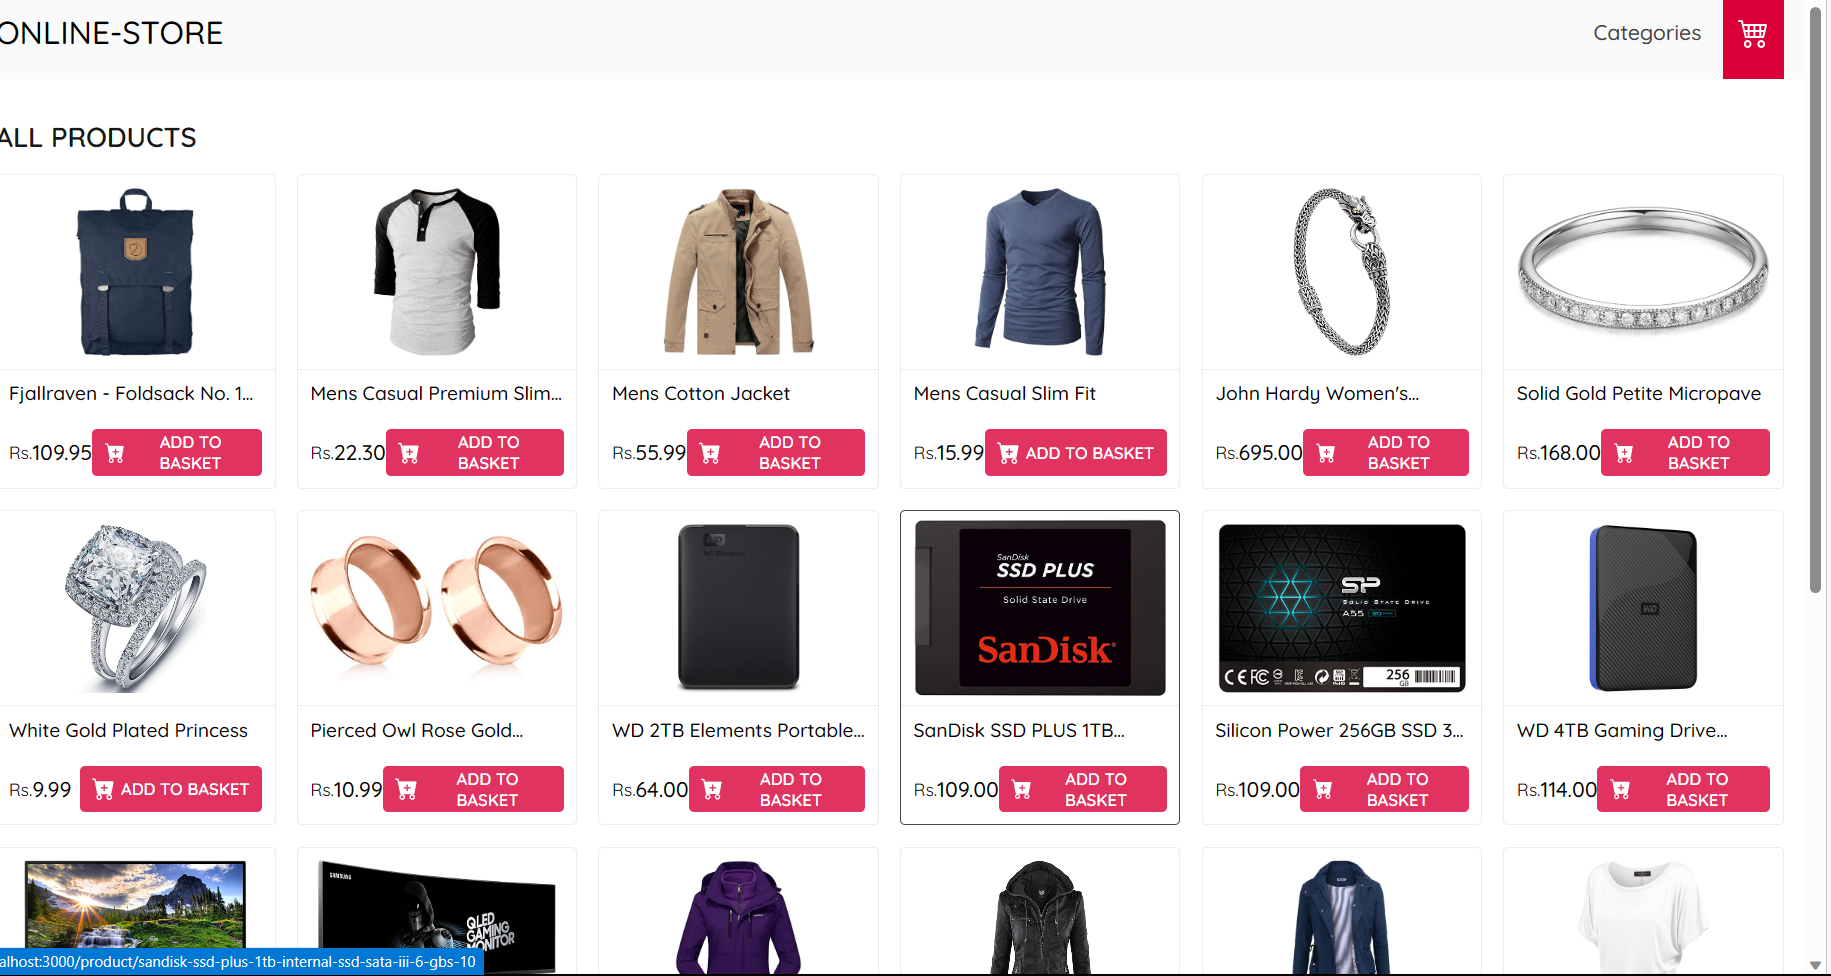 ONLINE-STORE
Categories
ALL PRODUCTS
Fjallraven - Foldsack No. 1...
Rs.109.95
ADD TO
BASKET
Mens Casual Premium Slim...
Rs.22.30
ADD TO
BASKET
Mens Cotton Jacket
Rs.55.99
ADD TO
BASKET
Mens Casual Slim Fit
Rs.15.99
ADD TO BASKET
John Hardy Women's...
Rs.695.00
ADD TO
BASKET
Solid Gold Petite Micropave
Rs.168.00
ADD TO
BASKET
White Gold Plated Princess
Rs.9.99
ADD TO BASKET
Pierced Owl Rose Gold...
Rs.10.99
ADD TO
BASKET
WD
WD Elements
WD 2TB Elements Portable...
Rs.64.00
ADD TO
BASKET
SanDisk
SSD PLUS
Solid State Drive
SanDisk
SanDisk SSD PLUS 1TB...
Rs.109.00
ADD TO
BASKET
SP
SOLID STATE DRIVE
A55
256
GB
Silicon Power 256GB SSD 3...
Rs.109.00
ADD TO
BASKET
WD
WD 4TB Gaming Drive...
Rs.114.00
ADD TO
BASKET
SAMSUNG
QLED
GAMING
MONITOR
alhost:3000/product/sandisk-ssd-plus-1tb-internal-ssd-sata-iii-6-gbs-10